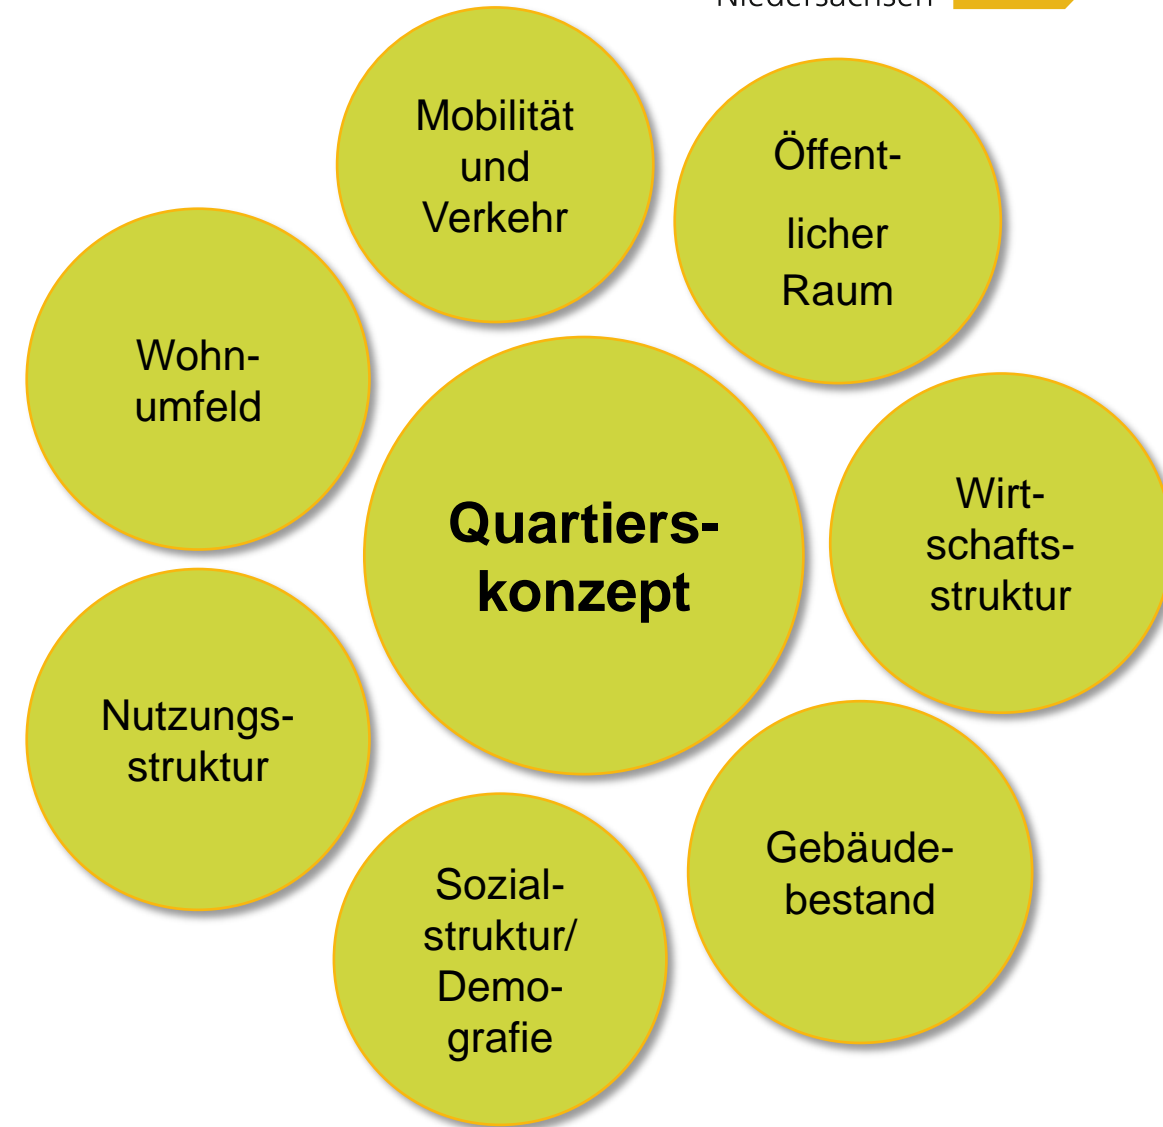 Niedersachsen
Mobilität
und
Verkehr
Öffent-
licher
Raum
Wohn-
umfeld
Quartiers-
konzept
Wirt-
schafts-
struktur
Nutzungs-
struktur
Gebäude-
bestand
Sozial-
struktur/
Demo-
grafie